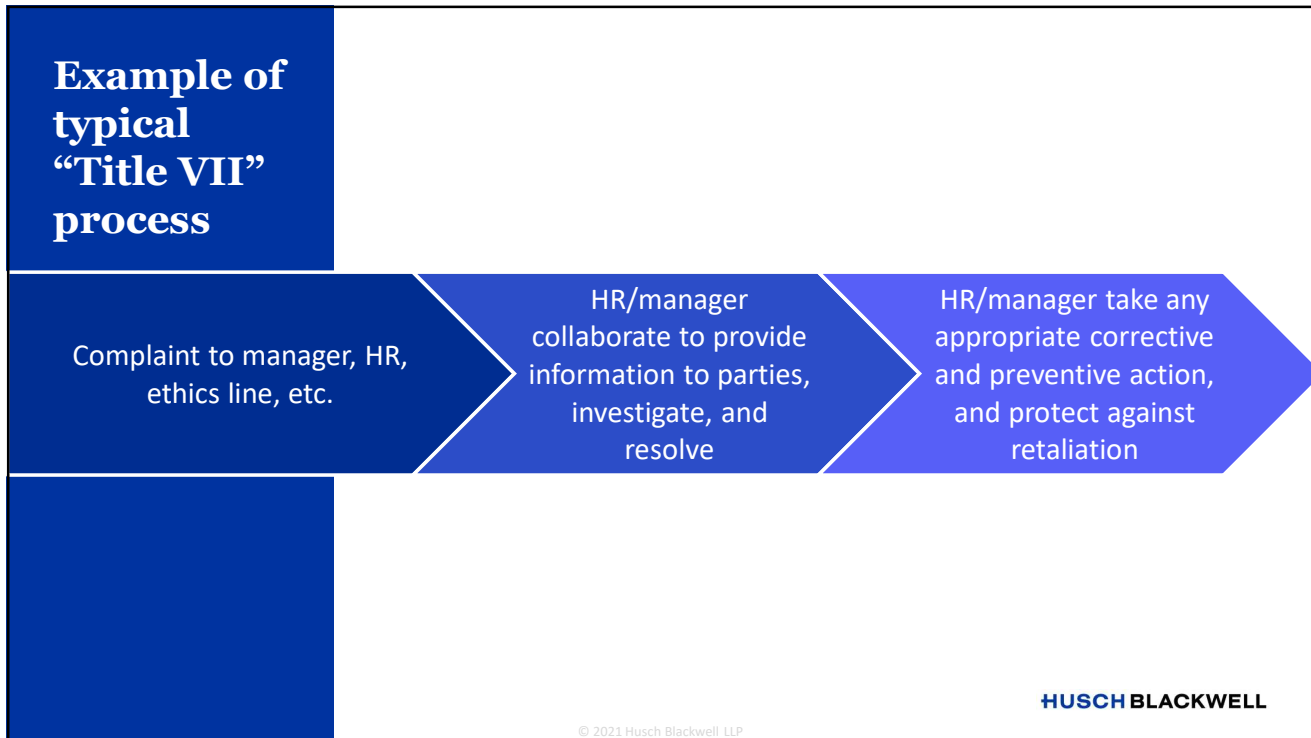 Example of
typical
“Title VII”
process
Complaint to manager, HR,
ethics line, etc.
HR/manager
collaborate to provide
information to parties,
investigate, and
resolve
HR/manager take any
appropriate corrective
and preventive action,
and protect against
retaliation
HUSCH BLACKWELL
© 2021 Husch Blackwell LLP